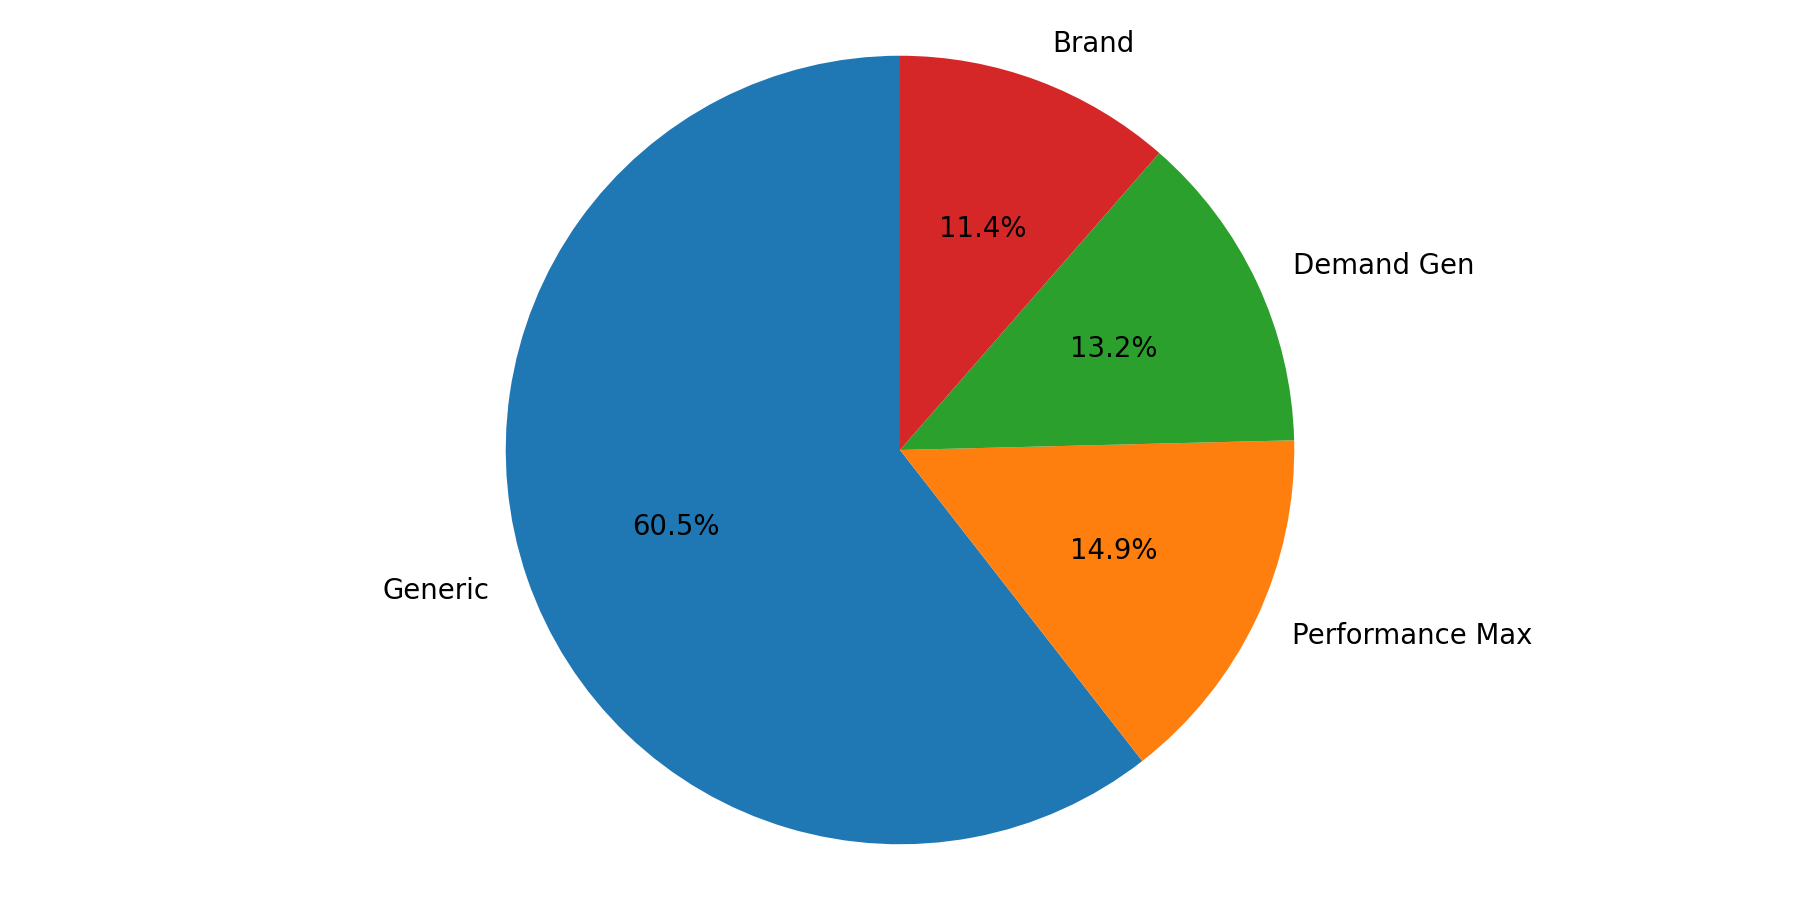 Brand
11.4%
Demand Gen
13.2%
60.5%
14.9%
Generic
Performance Max